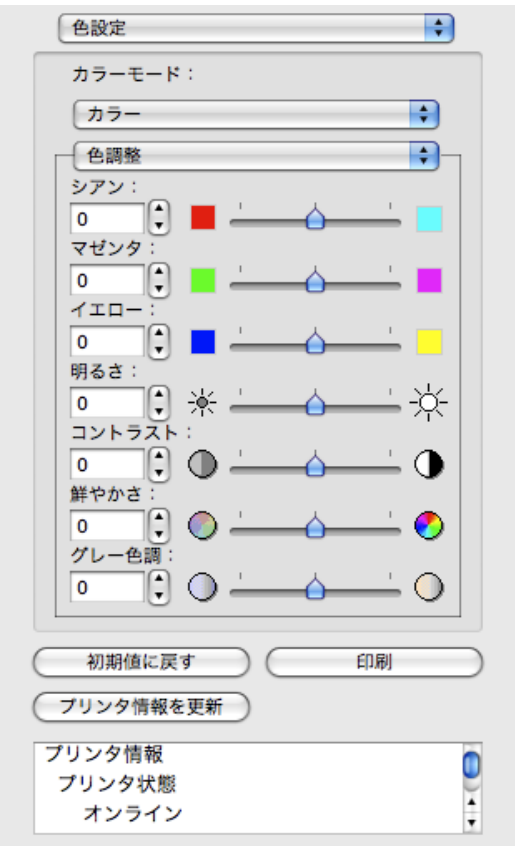 色設定
カラーモード：
カラー
色調整
シアン：
0
マゼンタ：
0
イエロー：
0
明るさ：
0
コントラスト：
0
鮮やかさ：
0
グレー色調：
0
初期値に戻す 印刷
プリンタ情報を更新
プリンタ情報
プリンタ状態
オンライン